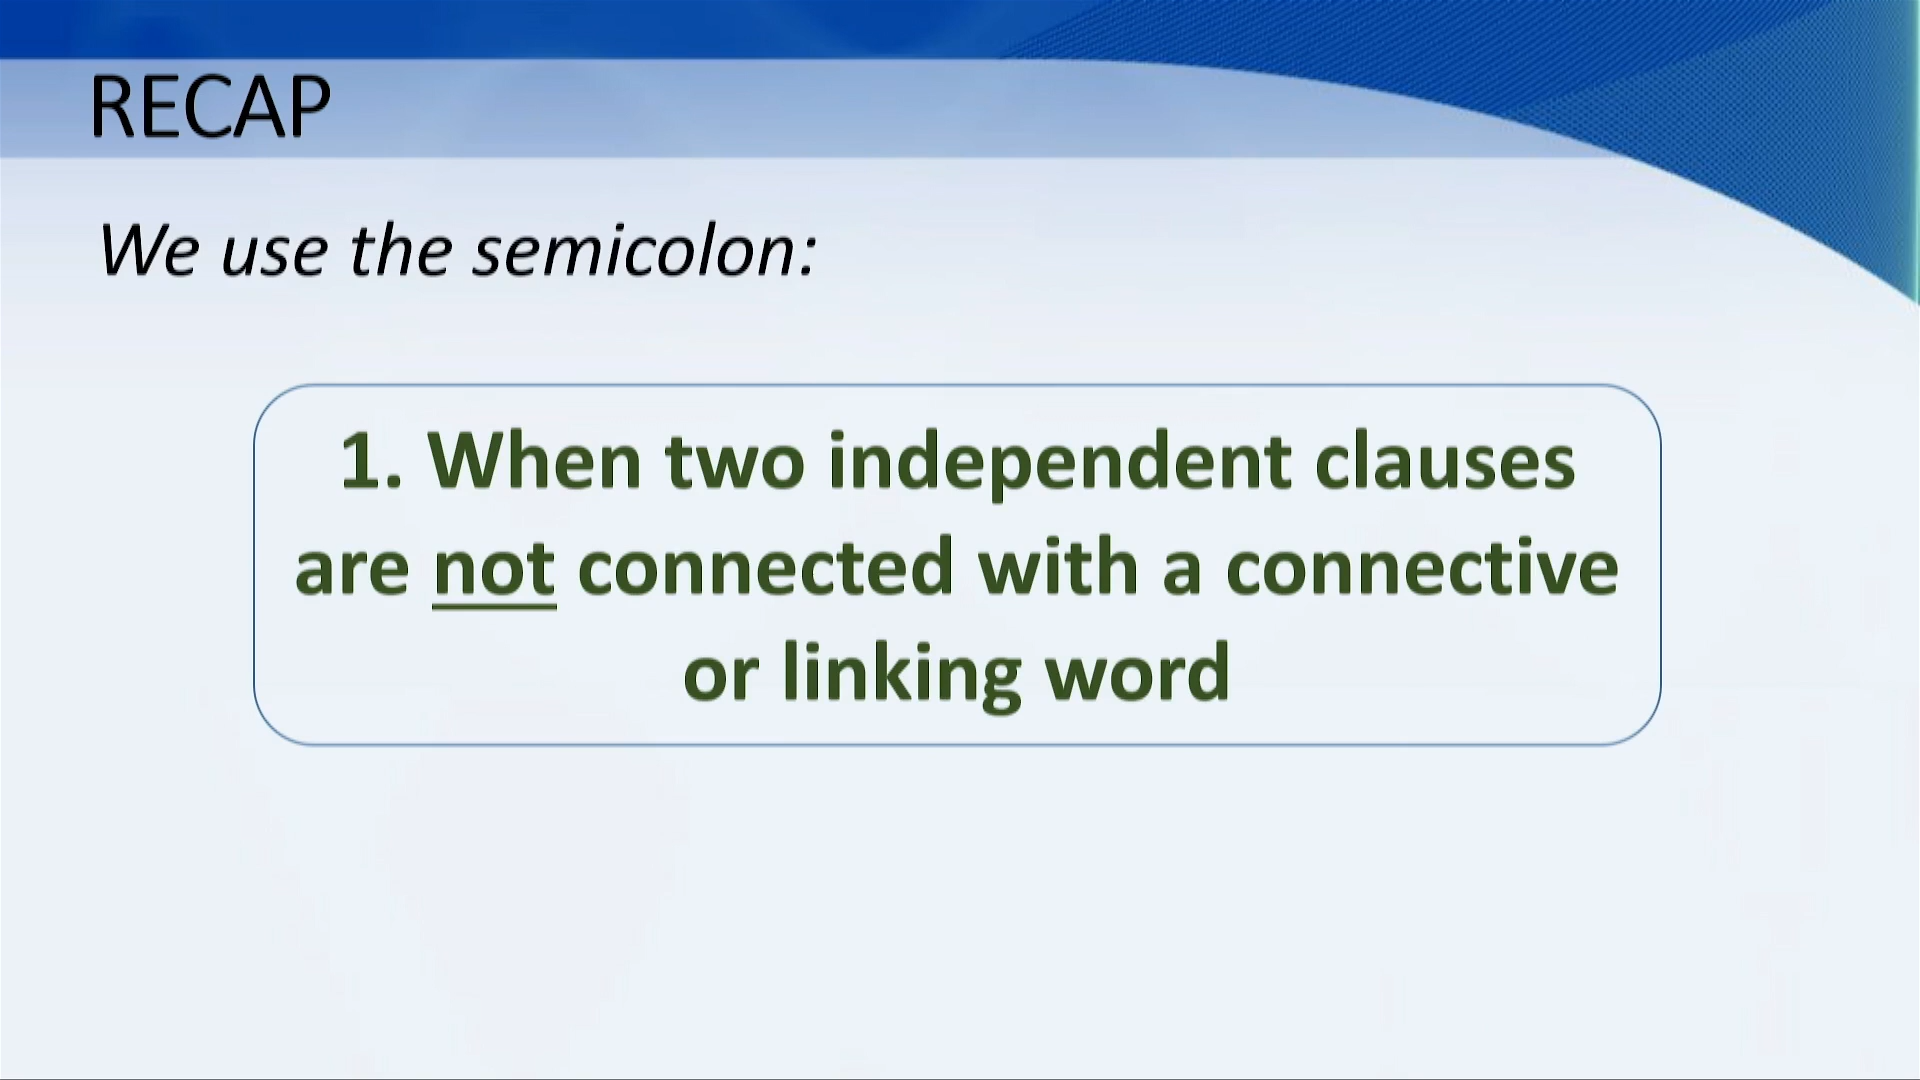 RECAP
We use the semicolon:
1. When two independent clauses
are not connected with a connective
or linking word